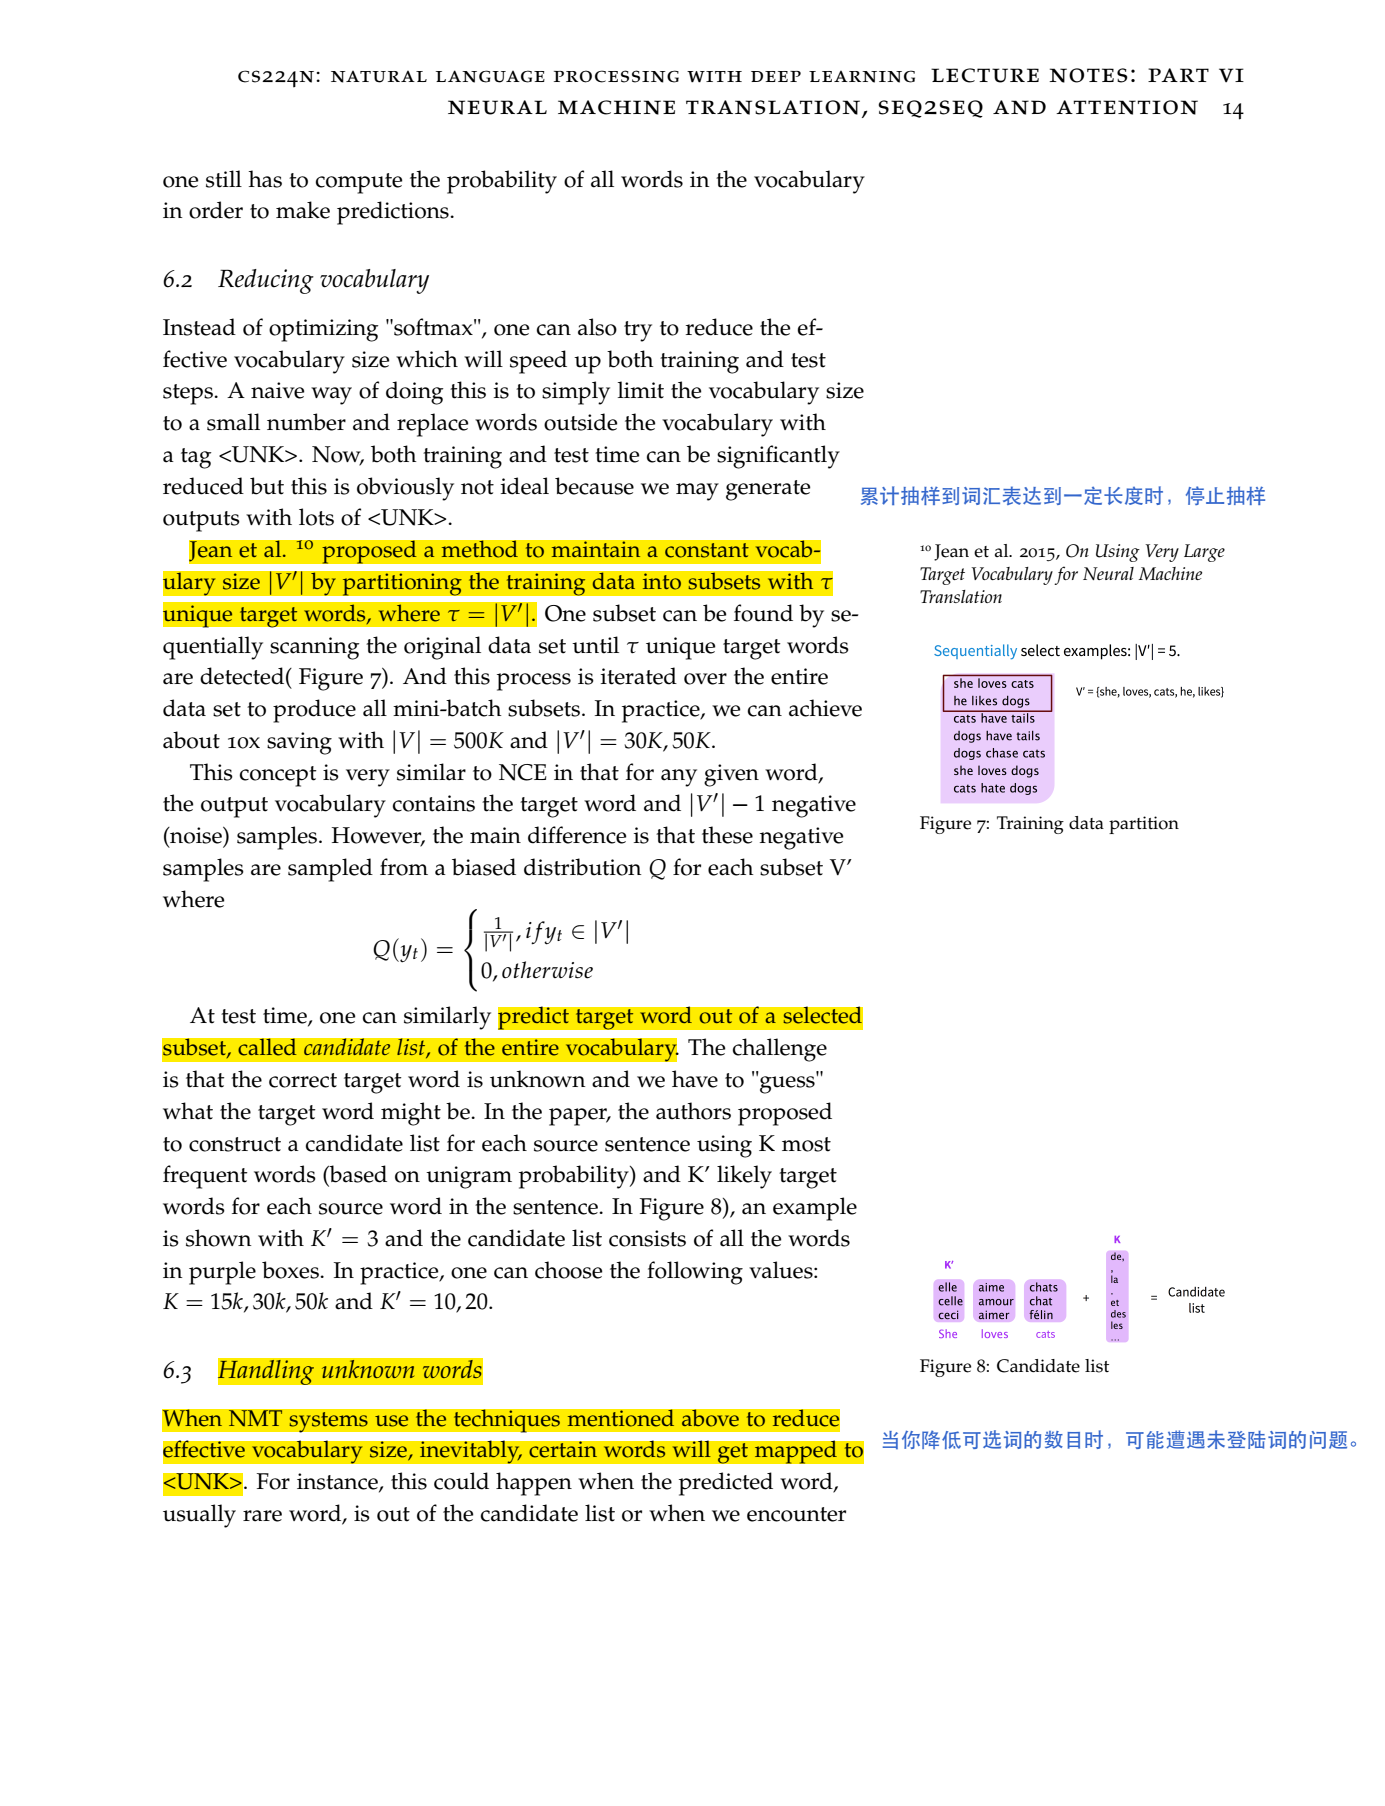 CS224N: NATURAL LANGUAGE PROCESSING WITH DEEP LEARNING LECTURE NOTES: PART VI
NEURAL MACHINE TRANSLATION, SEQ2SEQ AND ATTENTION 14
one still has to compute the probability of all words in the vocabulary
in order to make predictions.
6.2 Reducing vocabulary
Instead of optimizing "softmax", one can also try to reduce the ef-
fective vocabulary size which will speed up both training and test
steps. A naive way of doing this is to simply limit the vocabulary size
to a small number and replace words outside the vocabulary with
a tag <UNK>. Now, both training and test time can be significantly
reduced but this is obviously not ideal because we may generate
outputs with lots of <UNK>.
Jean et al. ¹⁰ proposed a method to maintain a constant vocab-
ulary size |V′| by partitioning the training data into subsets with τ
unique target words, where τ = |V′|. One subset can be found by se-
quentially scanning the original data set until τ unique target words
are detected( Figure 7). And this process is iterated over the entire
data set to produce all mini-batch subsets. In practice, we can achieve
about 10x saving with |V| = 500K and |V′| = 30K, 50K.
This concept is very similar to NCE in that for any given word,
the output vocabulary contains the target word and |V′| − 1 negative
(noise) samples. However, the main difference is that these negative
samples are sampled from a biased distribution Q for each subset V′
where
Q(yₜ) = { 1/|V′|, if yₜ ∈ |V′|
0, otherwise
At test time, one can similarly predict target word out of a selected
subset, called candidate list, of the entire vocabulary. The challenge
is that the correct target word is unknown and we have to "guess"
what the target word might be. In the paper, the authors proposed
to construct a candidate list for each source sentence using K most
frequent words (based on unigram probability) and K′ likely target
words for each source word in the sentence. In Figure 8), an example
is shown with K′ = 3 and the candidate list consists of all the words
in purple boxes. In practice, one can choose the following values:
K = 15k, 30k, 50k and K′ = 10, 20.
6.3 Handling unknown words
When NMT systems use the techniques mentioned above to reduce
effective vocabulary size, inevitably, certain words will get mapped to
<UNK>. For instance, this could happen when the predicted word,
usually rare word, is out of the candidate list or when we encounter
累计抽样到词汇表达到一定长度时，停止抽样
¹⁰ Jean et al. 2015, On Using Very Large
Target Vocabulary for Neural Machine
Translation
Sequentially select examples: |V'| = 5.
she loves cats
he likes dogs
cats have tails
dogs have tails
dogs chase cats
she loves dogs
cats hate dogs
V' = {she, loves, cats, he, likes}
Figure 7: Training data partition
K'
elle
celle
ceci
She
aime
amour
aimer
loves
chats
chat
félin
cats
+
K
de,
,
la
.
et
des
les
...
= Candidate
list
Figure 8: Candidate list
当你降低可选词的数目时，可能遭遇未登陆词的问题。